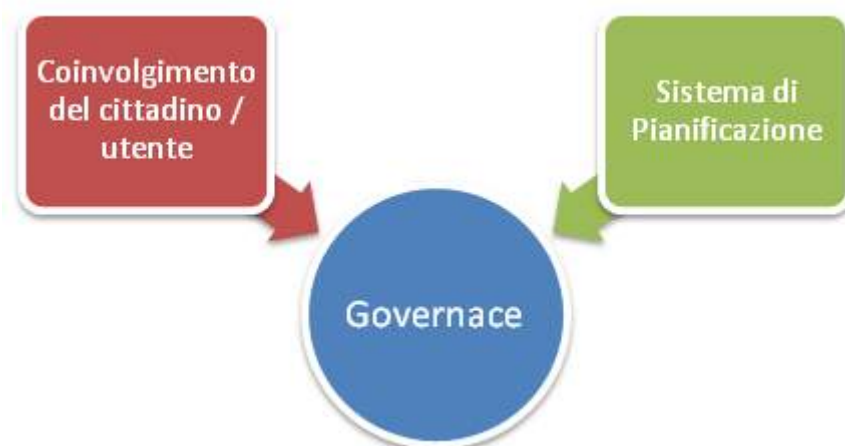 Coinvolgimento
del cittadino /
utente
Sistema di
Pianificazione
Governace